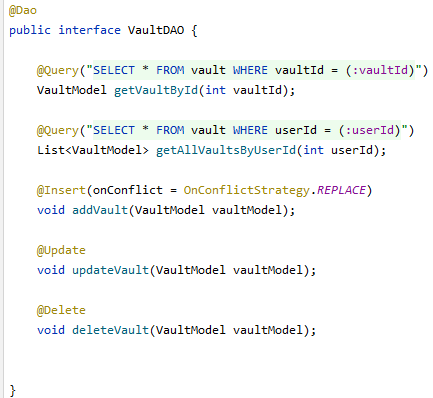 @Dao
public interface VaultDAO {
@Query("SELECT * FROM vault WHERE vaultId = (:vaultId)")
VaultModel getVaultById(int vaultId);
@Query("SELECT * FROM vault WHERE userId = (:userId)")
List<VaultModel> getAllVaultsByUserId(int userId);
@Insert(onConflict = OnConflictStrategy.REPLACE)
void addVault(VaultModel vaultModel);
@Update
void updateVault(VaultModel vaultModel);
@Delete
void deleteVault(VaultModel vaultModel);
}